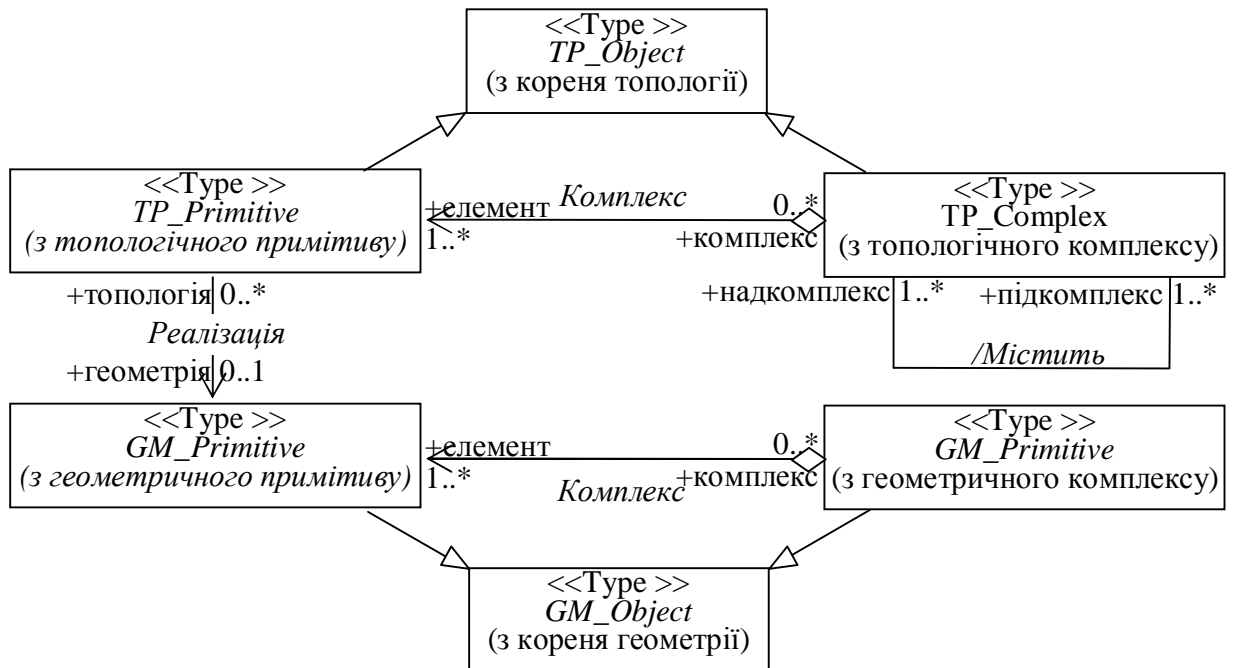 <<Type >>
TP_Object
(з кореня топології)
<<Type >>
TP_Primitive
(з топологічного примітиву)
+елемент
1..*
Комплекс
0..*
+комплекс
<<Type >>
TP_Complex
(з топологічного комплексу)
+топологія 0..*
Реалізація
+геометрія 0..1
+надкомплекс 1..*
+підкомплекс 1..*
/Містить
<<Type >>
GM_Primitive
(з геометричного примітиву)
+елемент
1..*
Комплекс
0..*
+комплекс
<<Type >>
GM_Primitive
(з геометричного комплексу)
<<Type >>
GM_Object
(з кореня геометрії)